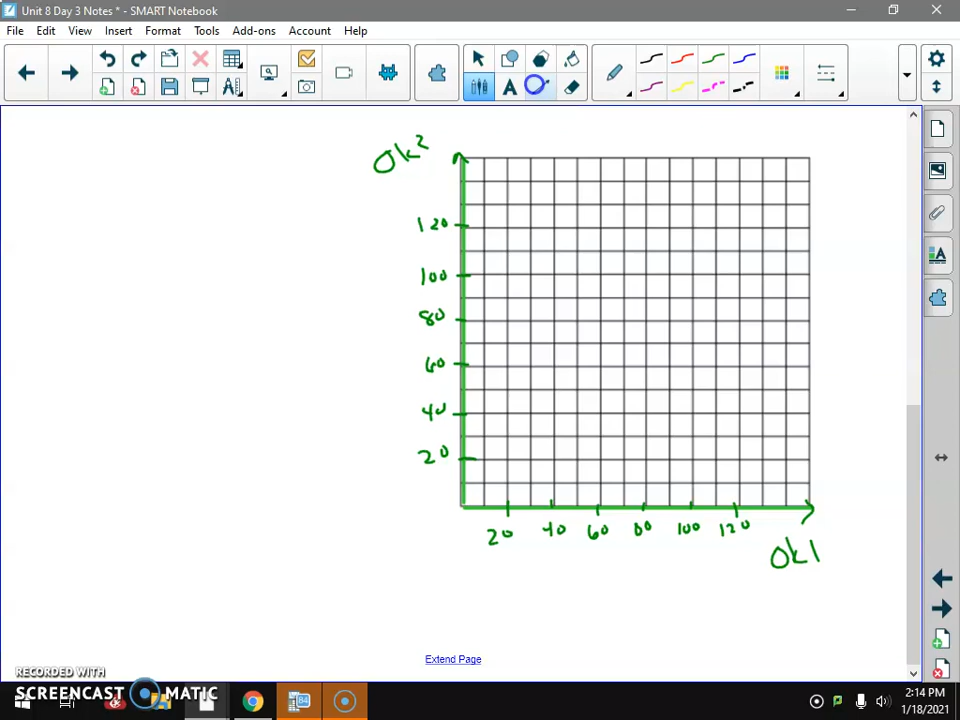 Unit 8 Day 3 Notes * - SMART Notebook
File Edit View Insert Format Tools Add-ons Account Help
Ok2
120
100
80
60
40
20
20 40 60 80 100 120
Ok1
Extend Page
RECORDED WITH
SCREENCAST MATIC
84
2:14 PM
1/18/2021